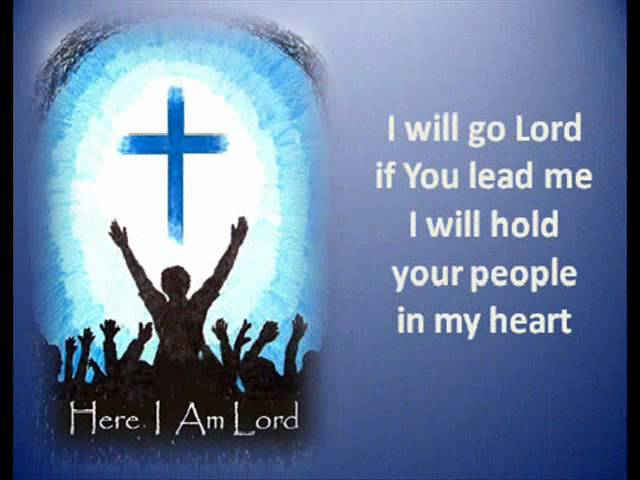 I will go Lord
if You lead me
I will hold
your people
in my heart
Here I Am Lord